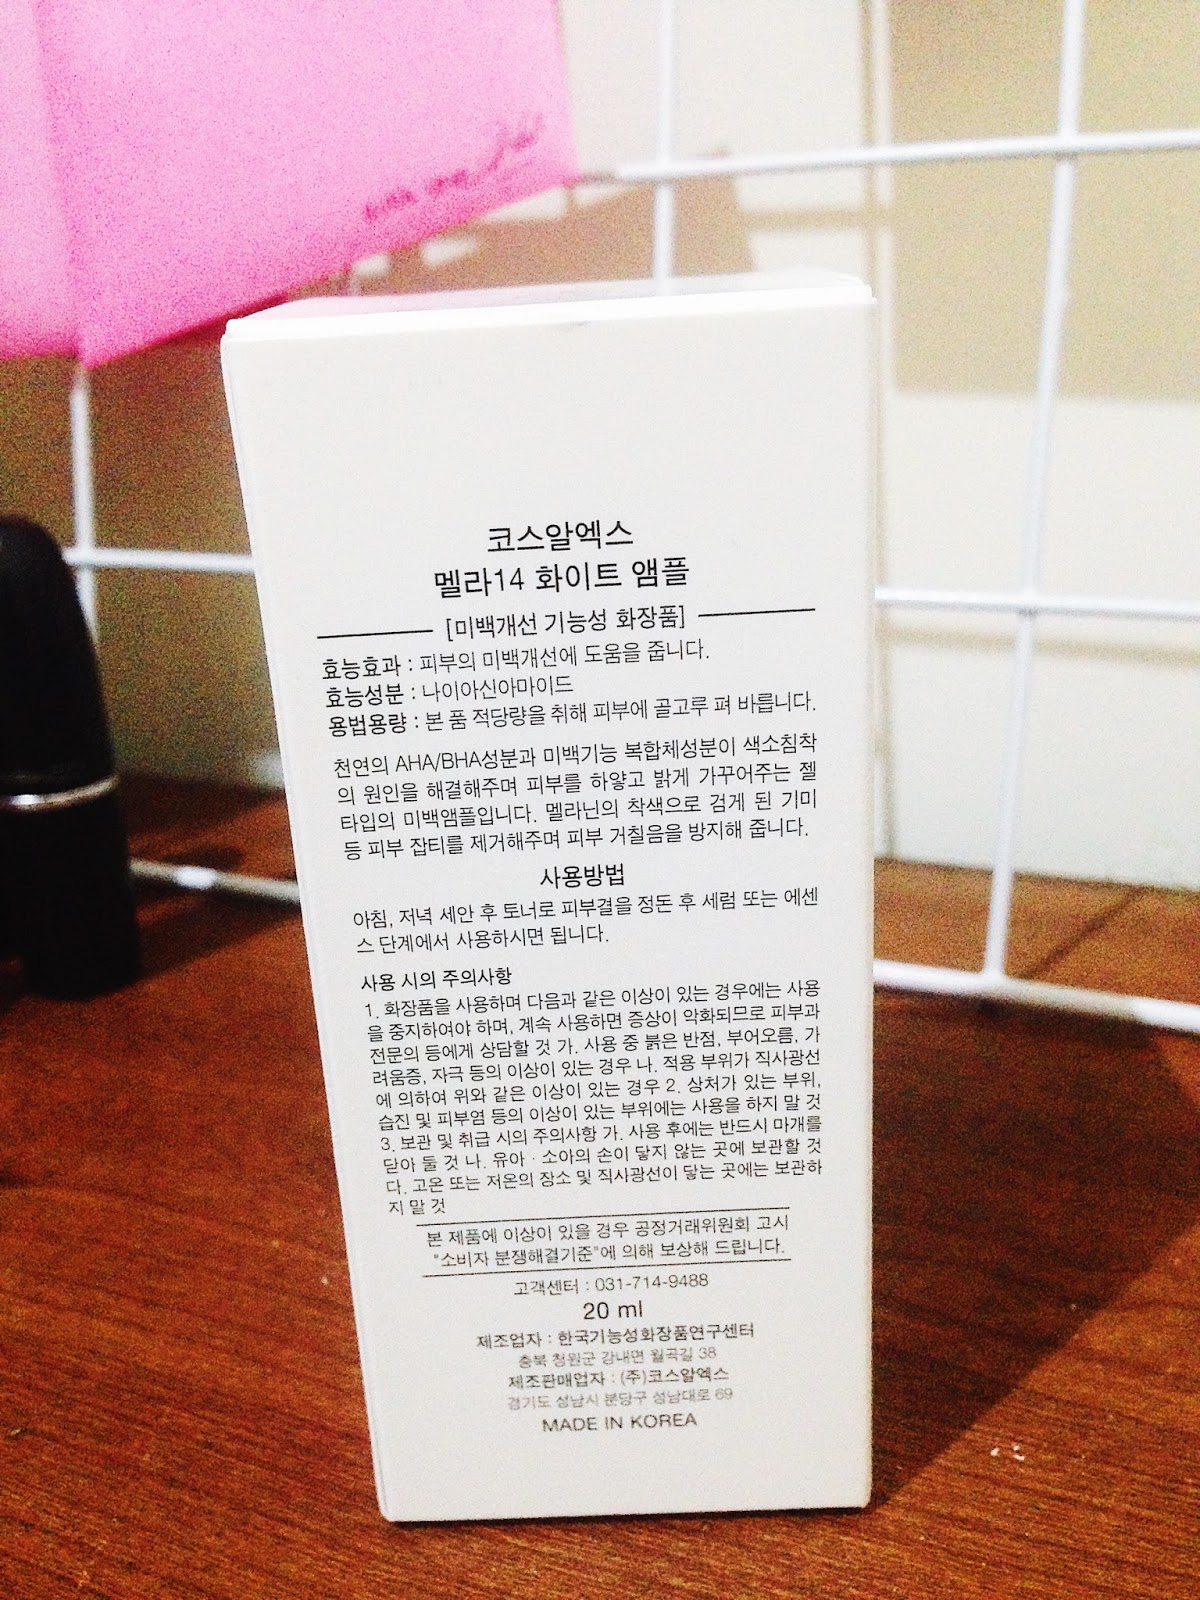 코스알엑스
멜라14 화이트 앰플
[미백개선 기능성 화장품]
효능효과 : 피부의 미백개선에 도움을 줍니다.
효능성분 : 나이아신아마이드
용법용량 : 본 품 적당량을 취해 피부에 골고루 펴 바릅니다.
천연의 AHA/BHA성분과 미백기능 복합체성분이 색소침착
의 원인을 해결해주며 피부를 하얗고 밝게 가꾸어주는 젤
타입의 미백앰플입니다. 멜라닌의 착색으로 검게 된 기미
등 피부 잡티를 제거해주며 피부 거칠음을 방지해 줍니다.
사용방법
아침, 저녁 세안 후 토너로 피부결을 정돈 후 세럼 또는 에센
스 단계에서 사용하시면 됩니다.
사용 시의 주의사항
1. 화장품을 사용하며 다음과 같은 이상이 있는 경우에는 사용
을 중지하여야 하며, 계속 사용하면 증상이 악화되므로 피부과
전문의 등에게 상담할 것 가. 사용 중 붉은 반점, 부어오름, 가
려움증, 자극 등의 이상이 있는 경우 나. 적용 부위가 직사광선
에 의하여 위와 같은 이상이 있는 경우 2. 상처가 있는 부위,
습진 및 피부염 등의 이상이 있는 부위에는 사용을 하지 말 것
3. 보관 및 취급 시의 주의사항 가. 사용 후에는 반드시 마개를
닫아 둘 것 나. 유아 · 소아의 손이 닿지 않는 곳에 보관할 것
다. 고온 또는 저온의 장소 및 직사광선이 닿는 곳에는 보관하
지 말 것
본 제품에 이상이 있을 경우 공정거래위원회 고시
"소비자 분쟁해결기준"에 의해 보상해 드립니다.
고객센터 : 031-714-9488
20 ml
제조업자 : 한국기능성화장품연구센터
충북 청원군 강내면 월곡길 38
제조판매업자 : (주)코스알엑스
경기도 성남시 분당구 성남대로 69
MADE IN KOREA